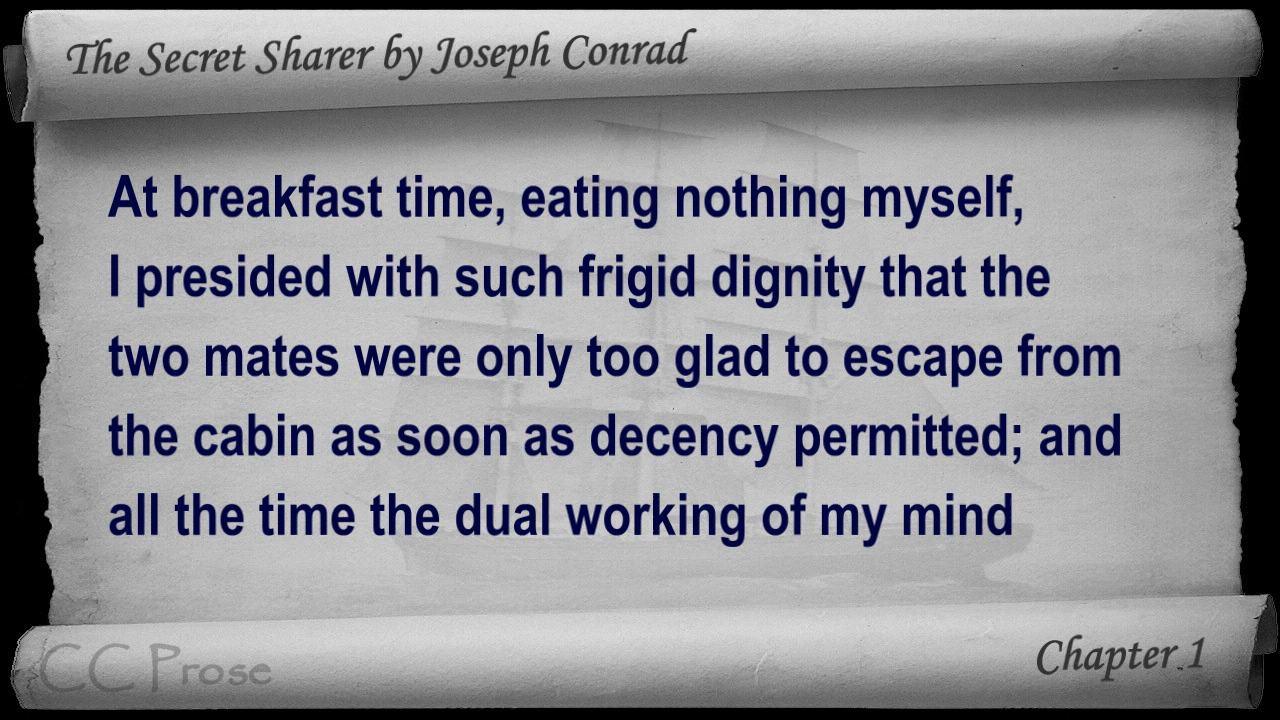 The Secret Sharer by Joseph Conrad
At breakfast time, eating nothing myself,
I presided with such frigid dignity that the
two mates were only too glad to escape from
the cabin as soon as decency permitted; and
all the time the dual working of my mind
CC Prose
Chapter 1